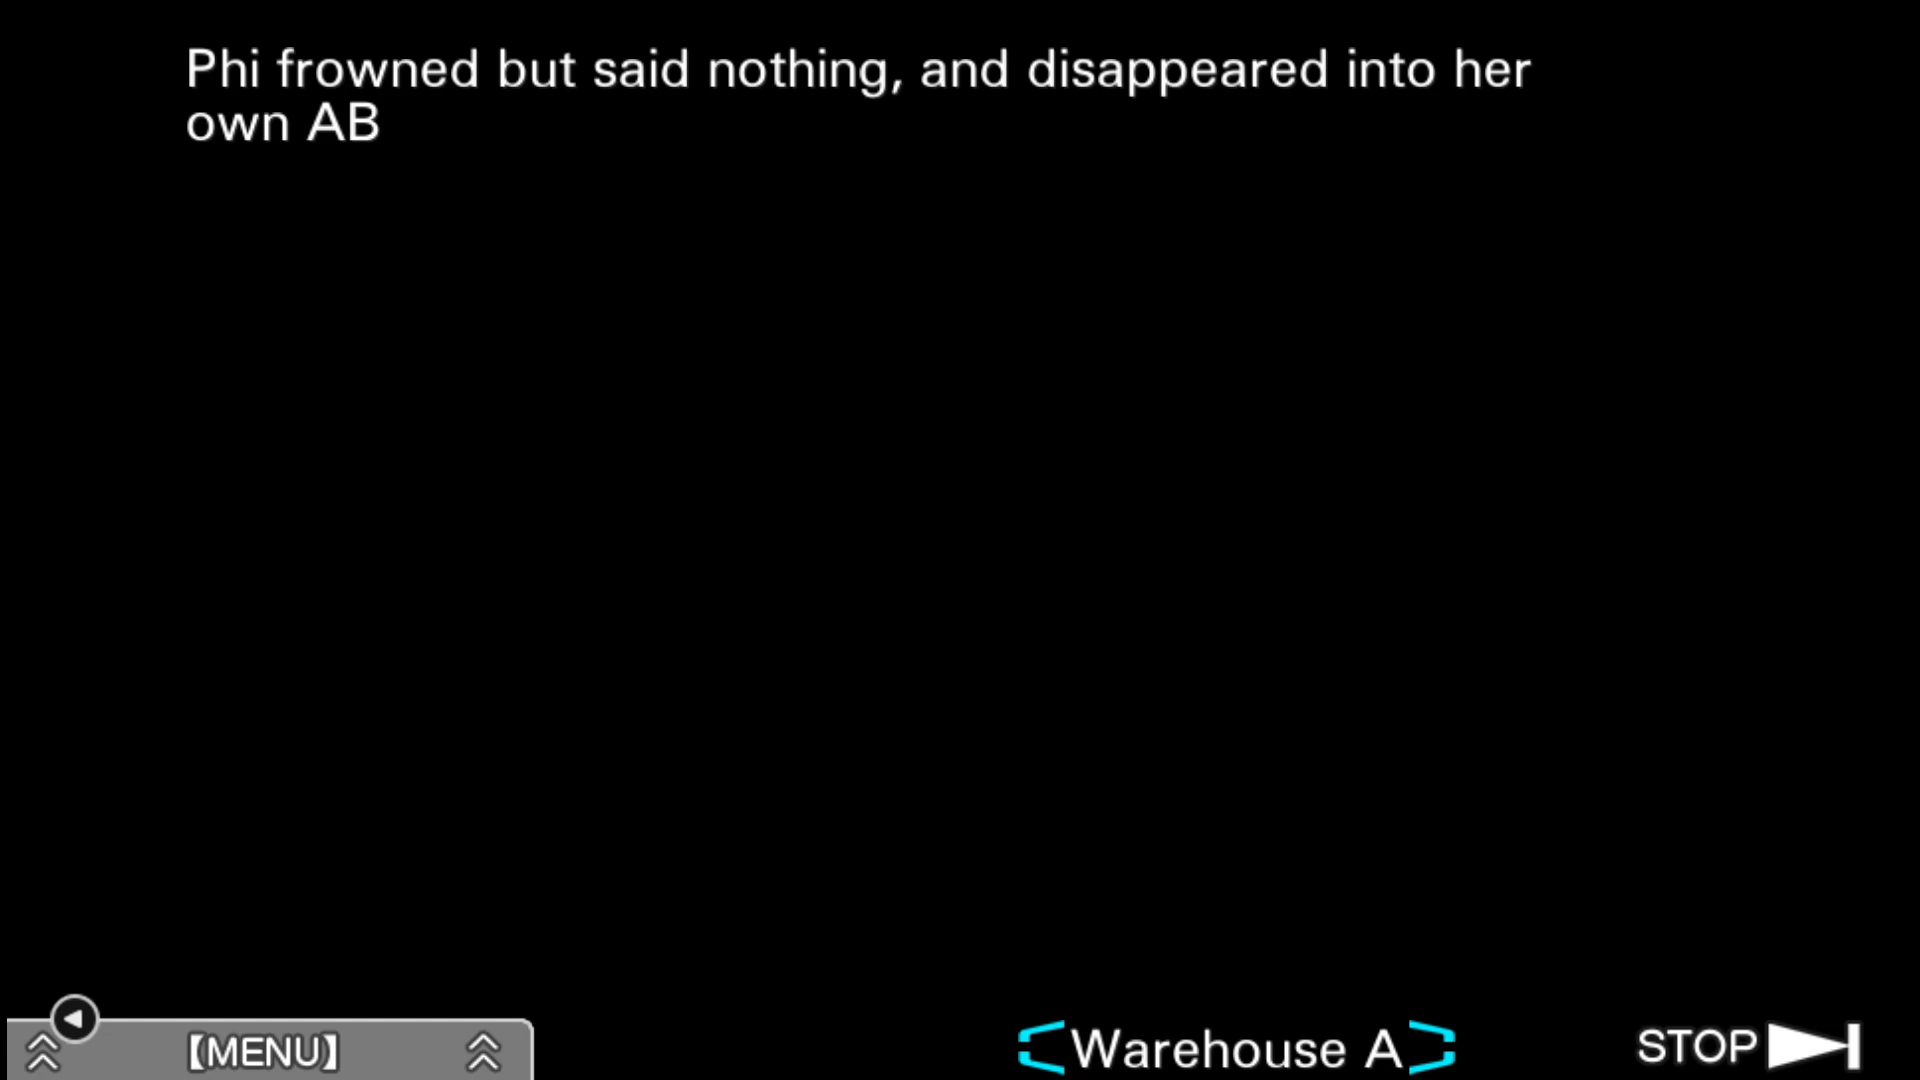 Phi frowned but said nothing, and disappeared into her
own AB
【MENU】
Warehouse A
STOP